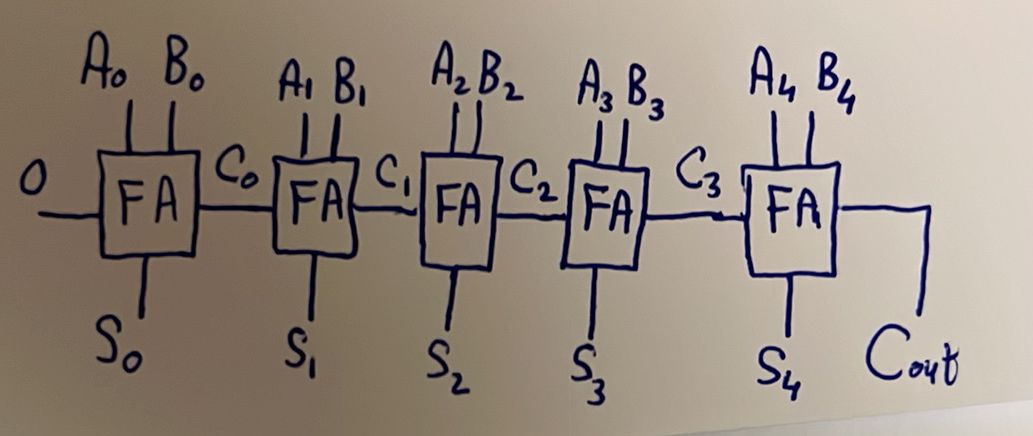 A₀ B₀ A₁ B₁ A₂ B₂ A₃ B₃ A₄ B₄
0 FA C₀ FA C₁ FA C₂ FA C₃ FA
S₀ S₁ S₂ S₃ S₄ Cout